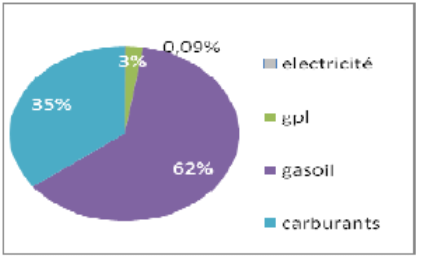 0,09%
3%
35%
62%
electricité
gpl
gasoil
carburants